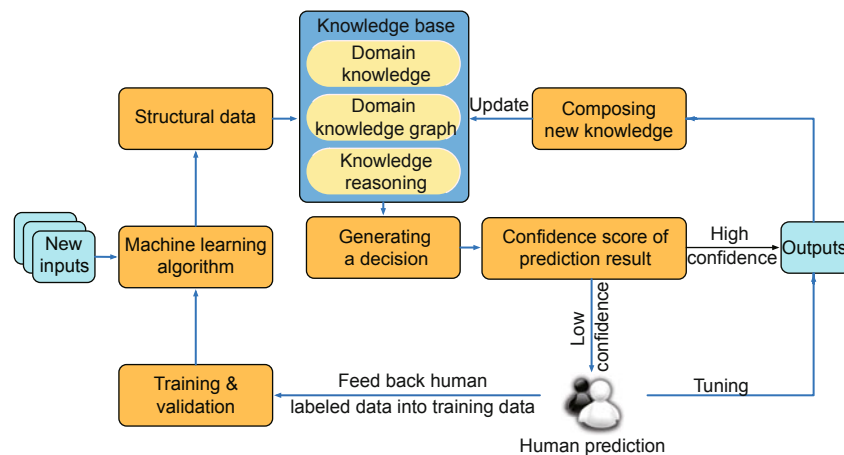 Knowledge base
Domain
knowledge
Domain
knowledge graph
Knowledge
reasoning
Structural data
Update
Composing
new knowledge
New
inputs
Machine learning
algorithm
Generating
a decision
Confidence score of
prediction result
High
confidence
Outputs
Low
confidence
Training &
validation
Feed back human
labeled data into training data
Tuning
Human prediction